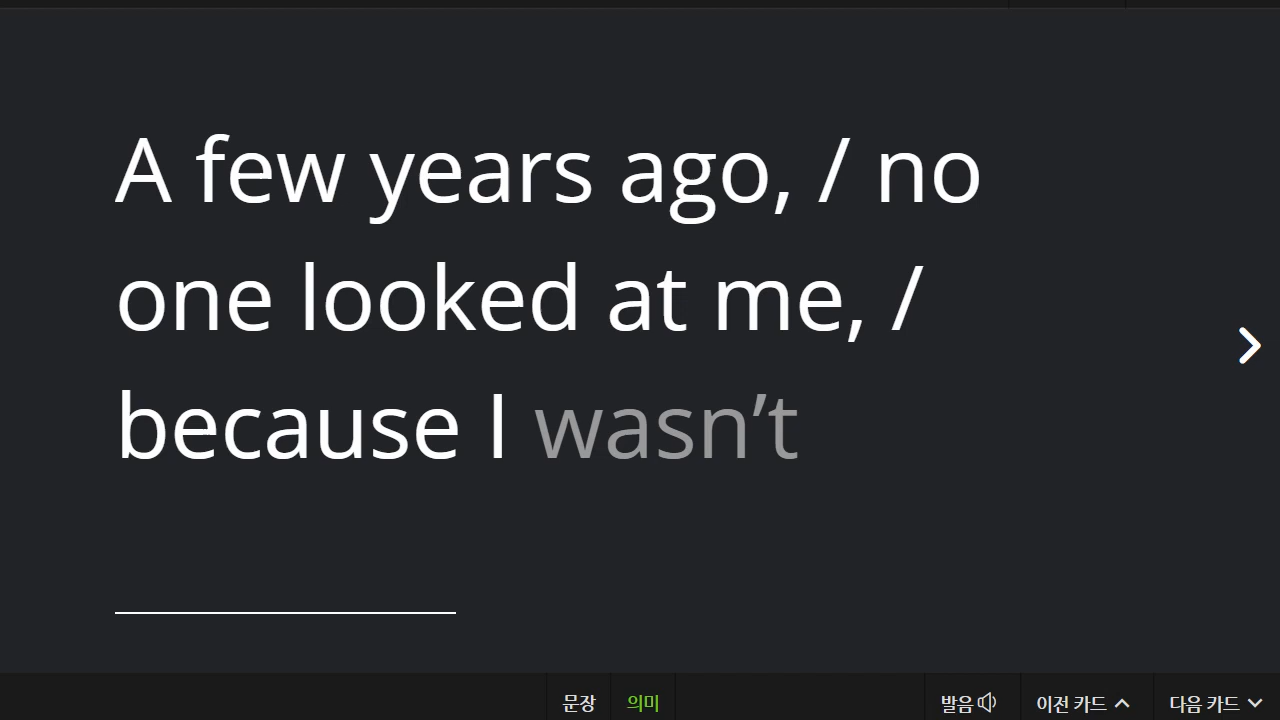 A few years ago, / no
one looked at me, /
because I wasn’t
문장 의미 발음 이전 카드 다음 카드